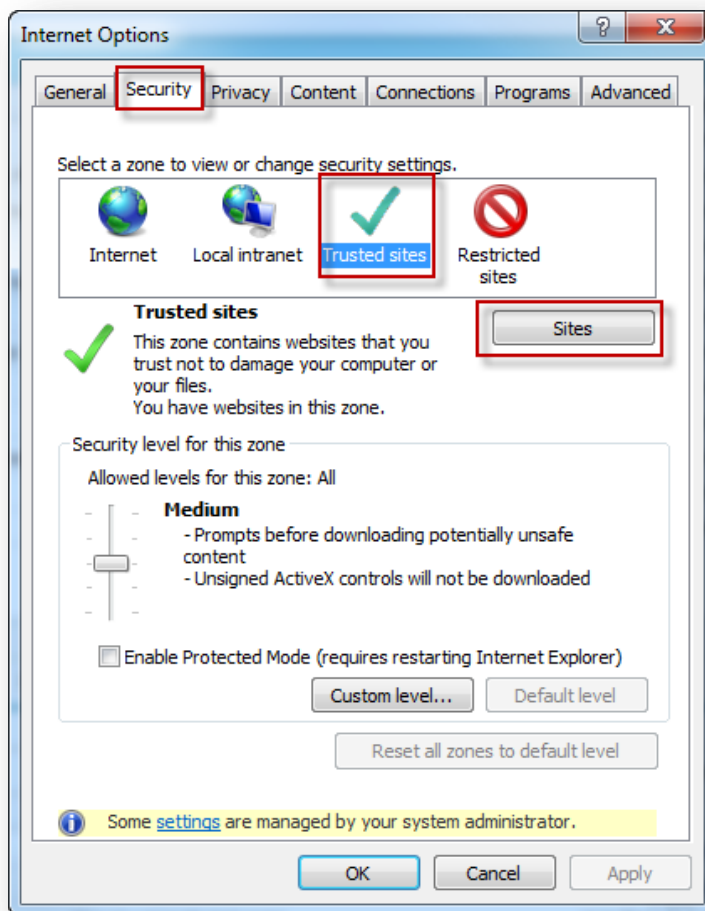 Internet Options
General Security Privacy Content Connections Programs Advanced
Select a zone to view or change security settings.
Internet Local intranet Trusted sites Restricted
sites
Trusted sites
Sites
This zone contains websites that you
trust not to damage your computer or
your files.
You have websites in this zone.
Security level for this zone
Allowed levels for this zone: All
Medium
- Prompts before downloading potentially unsafe
content
- Unsigned ActiveX controls will not be downloaded
Enable Protected Mode (requires restarting Internet Explorer)
Custom level... Default level
Reset all zones to default level
Some settings are managed by your system administrator.
OK Cancel Apply